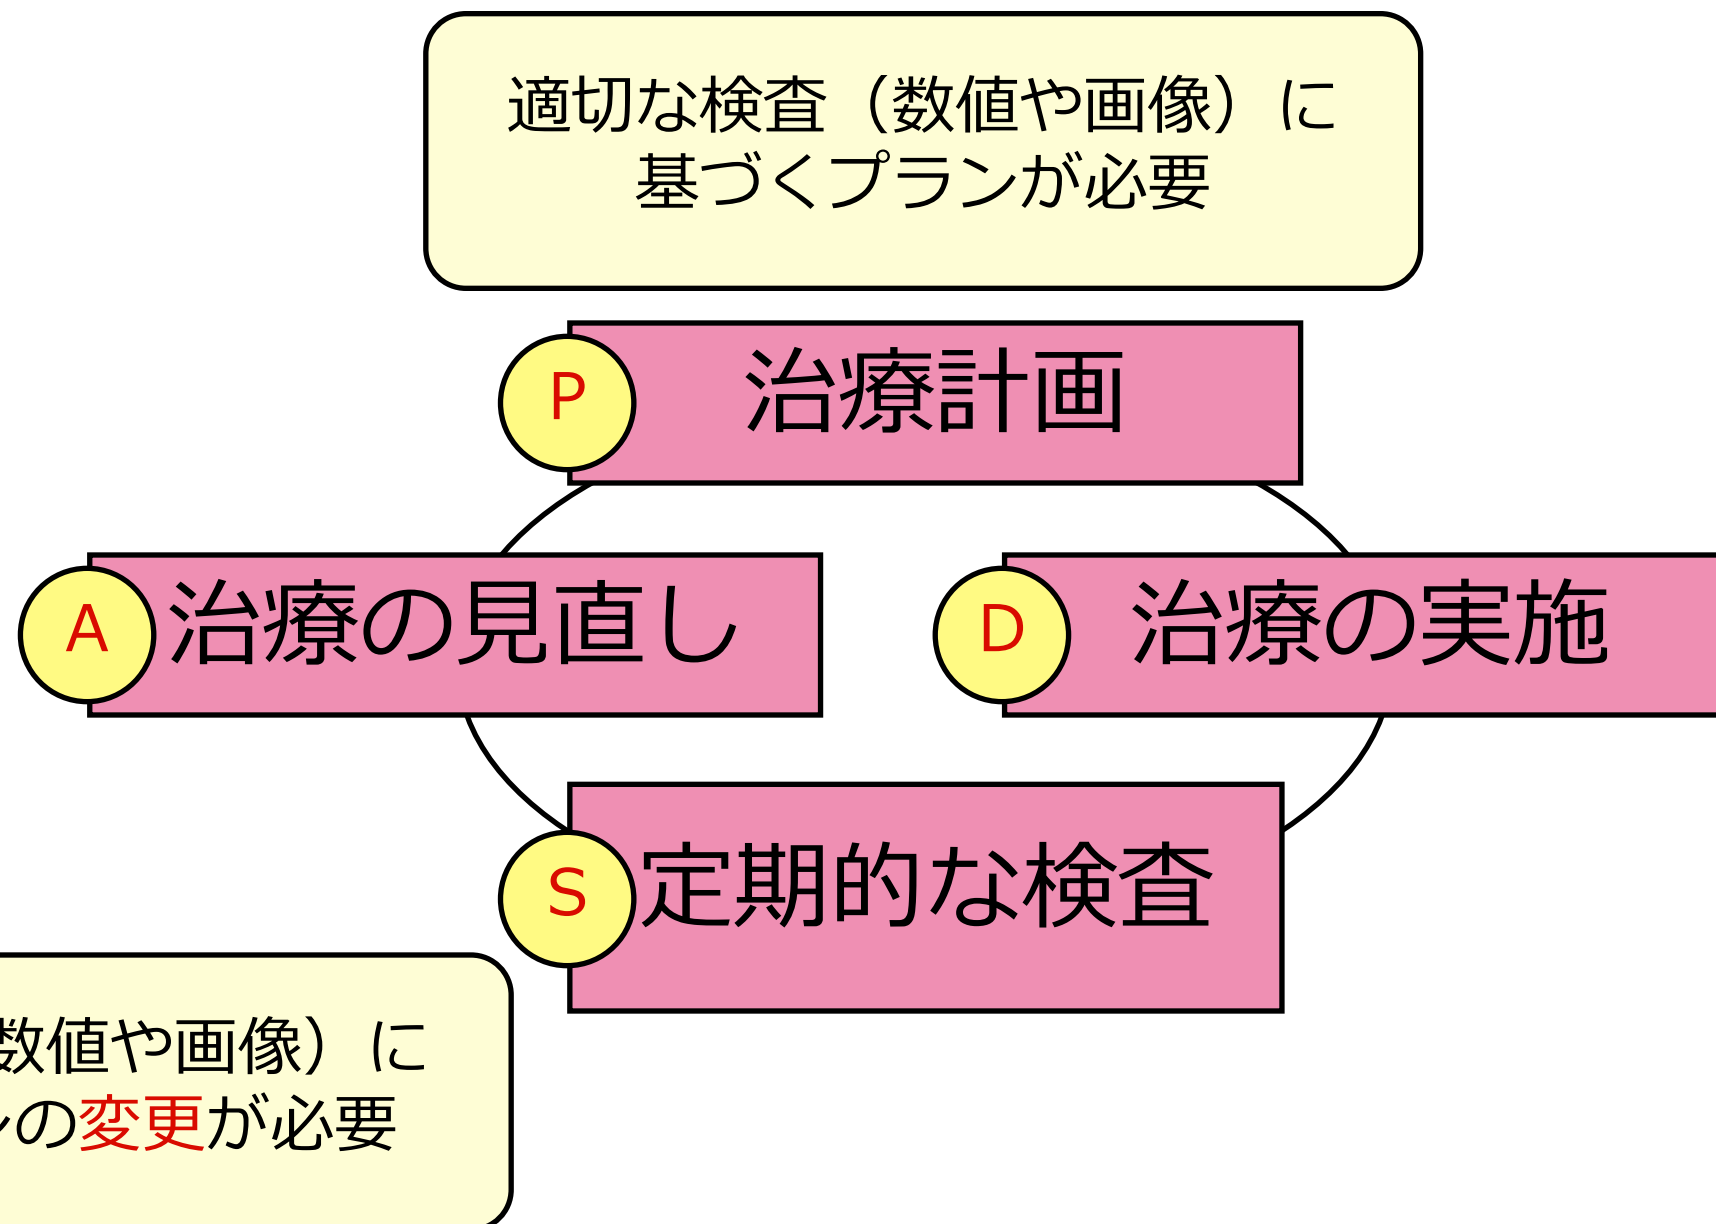 適切な検査（数値や画像）に
基づくプランが必要
P
治療計画
A
治療の見直し
D
治療の実施
S
定期的な検査
数値や画像）に
ンの変更が必要